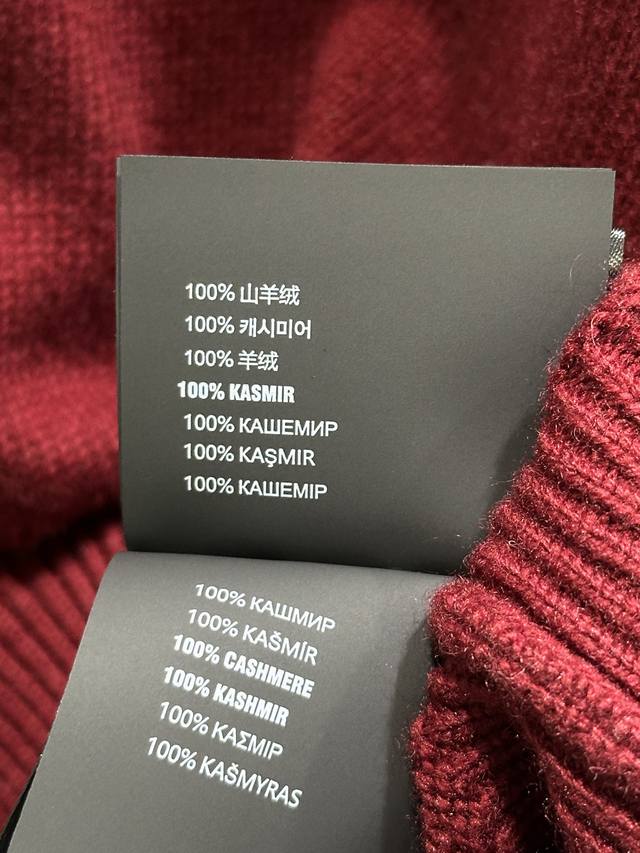 100% 山羊绒
100% 캐시미어
100% 羊绒
100% KASMIR
100% КАШЕМИР
100% KAŞMIR
100% КАШЕМІР
100% КАШМИР
100% KAŠMÍR
100% CASHMERE
100% KASHMIR
100% ΚΑΣΜΙΡ
100% KAŠMYRAS